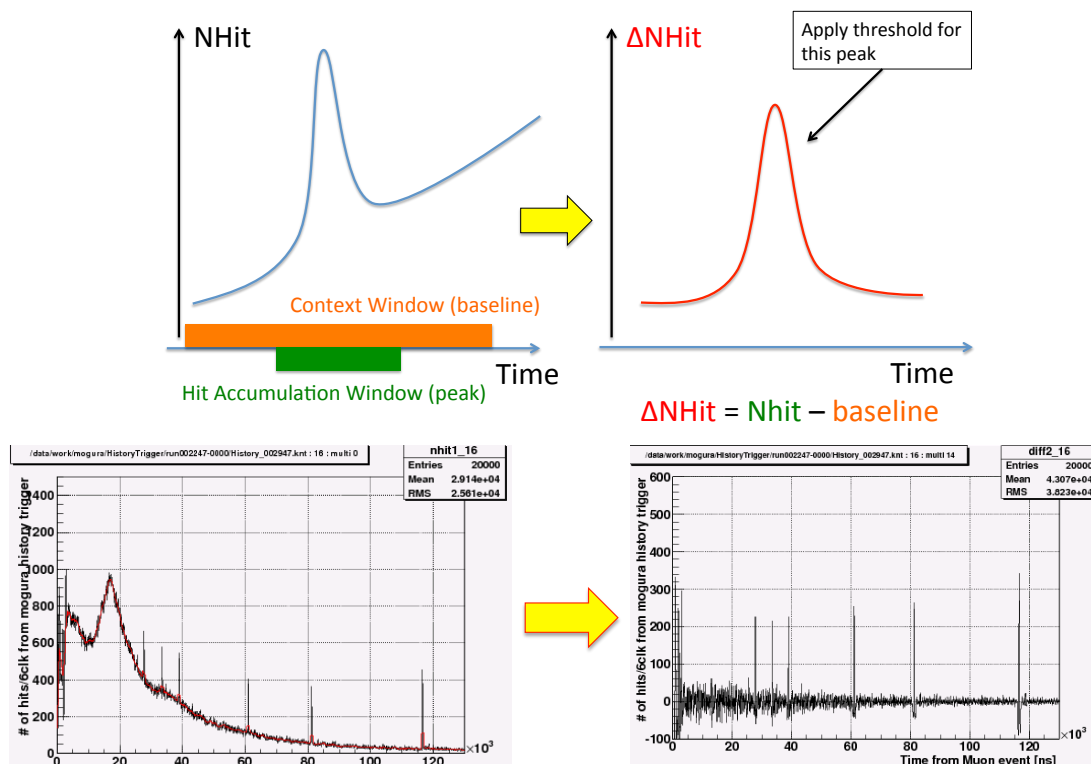 NHit
ΔNHit
Apply threshold for
this peak
Context Window (baseline)
Time
Time
Hit Accumulation Window (peak)
ΔNHit = Nhit – baseline
/data/work/mogura/HistoryTrigger/run002247-0000/History_002947.knt : 16 : multi 0
nhit1_16
Entries 20000
Mean 2.914e+04
RMS 2.561e+04
# of hits/6clk from mogura history trigger
1400
1200
1000
800
600
400
200
0
0 20 40 60 80 100 120
×10³
/data/work/mogura/HistoryTrigger/run002247-0000/History_002947.knt : 16 : multi 14
diff2_16
Entries 20000
Mean 4.307e+04
RMS 3.823e+04
# of hits/6clk from mogura history trigger
600
500
400
300
200
100
0
-100
0 20 40 60 80 100 120
×10³
Time from Muon event [ns]